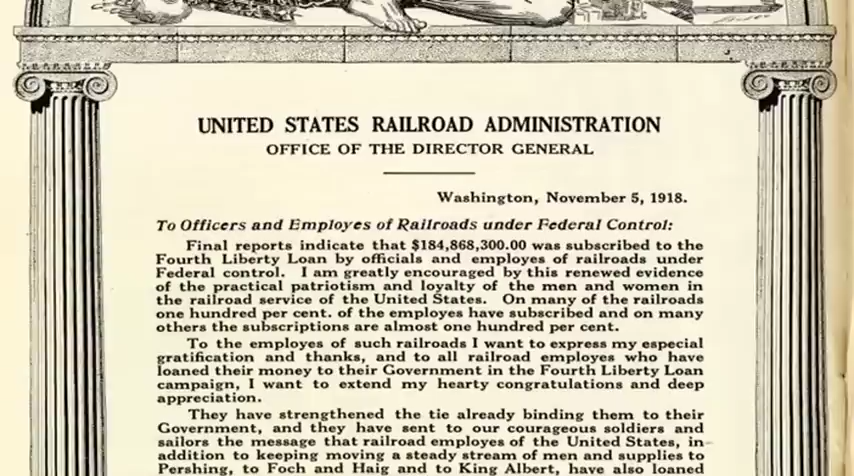 UNITED STATES RAILROAD ADMINISTRATION
OFFICE OF THE DIRECTOR GENERAL
Washington, November 5, 1918.
To Officers and Employes of Railroads under Federal Control:
Final reports indicate that $184,868,300.00 was subscribed to the
Fourth Liberty Loan by officials and employes of railroads under
Federal control. I am greatly encouraged by this renewed evidence
of the practical patriotism and loyalty of the men and women in
the railroad service of the United States. On many of the railroads
one hundred per cent. of the employes have subscribed and on many
others the subscriptions are almost one hundred per cent.
To the employes of such railroads I want to express my especial
gratification and thanks, and to all railroad employes who have
loaned their money to their Government in the Fourth Liberty Loan
campaign, I want to extend my hearty congratulations and deep
appreciation.
They have strengthened the tie already binding them to their
Government, and they have sent to our courageous soldiers and
sailors the message that railroad employes of the United States, in
addition to keeping moving a steady stream of men and supplies to
Pershing, to Foch and Haig and to King Albert, have also loaned